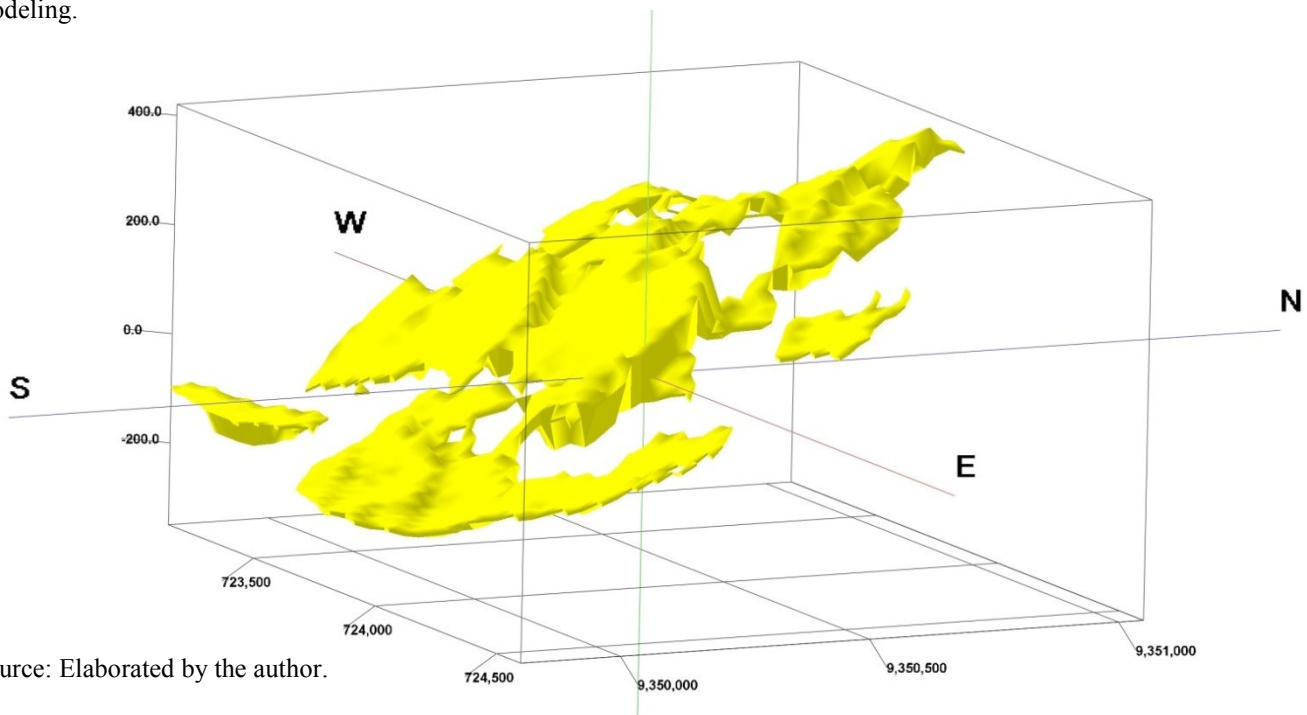 odeling.
400.0
200.0
0.0
-200.0
W
N
S
E
723,500
724,000
724,500
9,350,000
9,350,500
9,351,000
urce: Elaborated by the author.